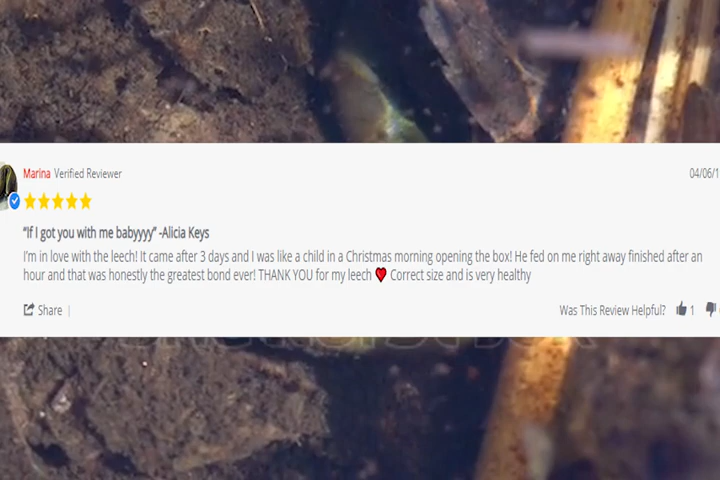 Marina Verified Reviewer 04/06/1
"If I got you with me babyyyy" -Alicia Keys
I'm in love with the leech! It came after 3 days and I was like a child in a Christmas morning opening the box! He fed on me right away finished after an
hour and that was honestly the greatest bond ever! THANK YOU for my leech ❤ Correct size and is very healthy
Share | Was This Review Helpful? 1